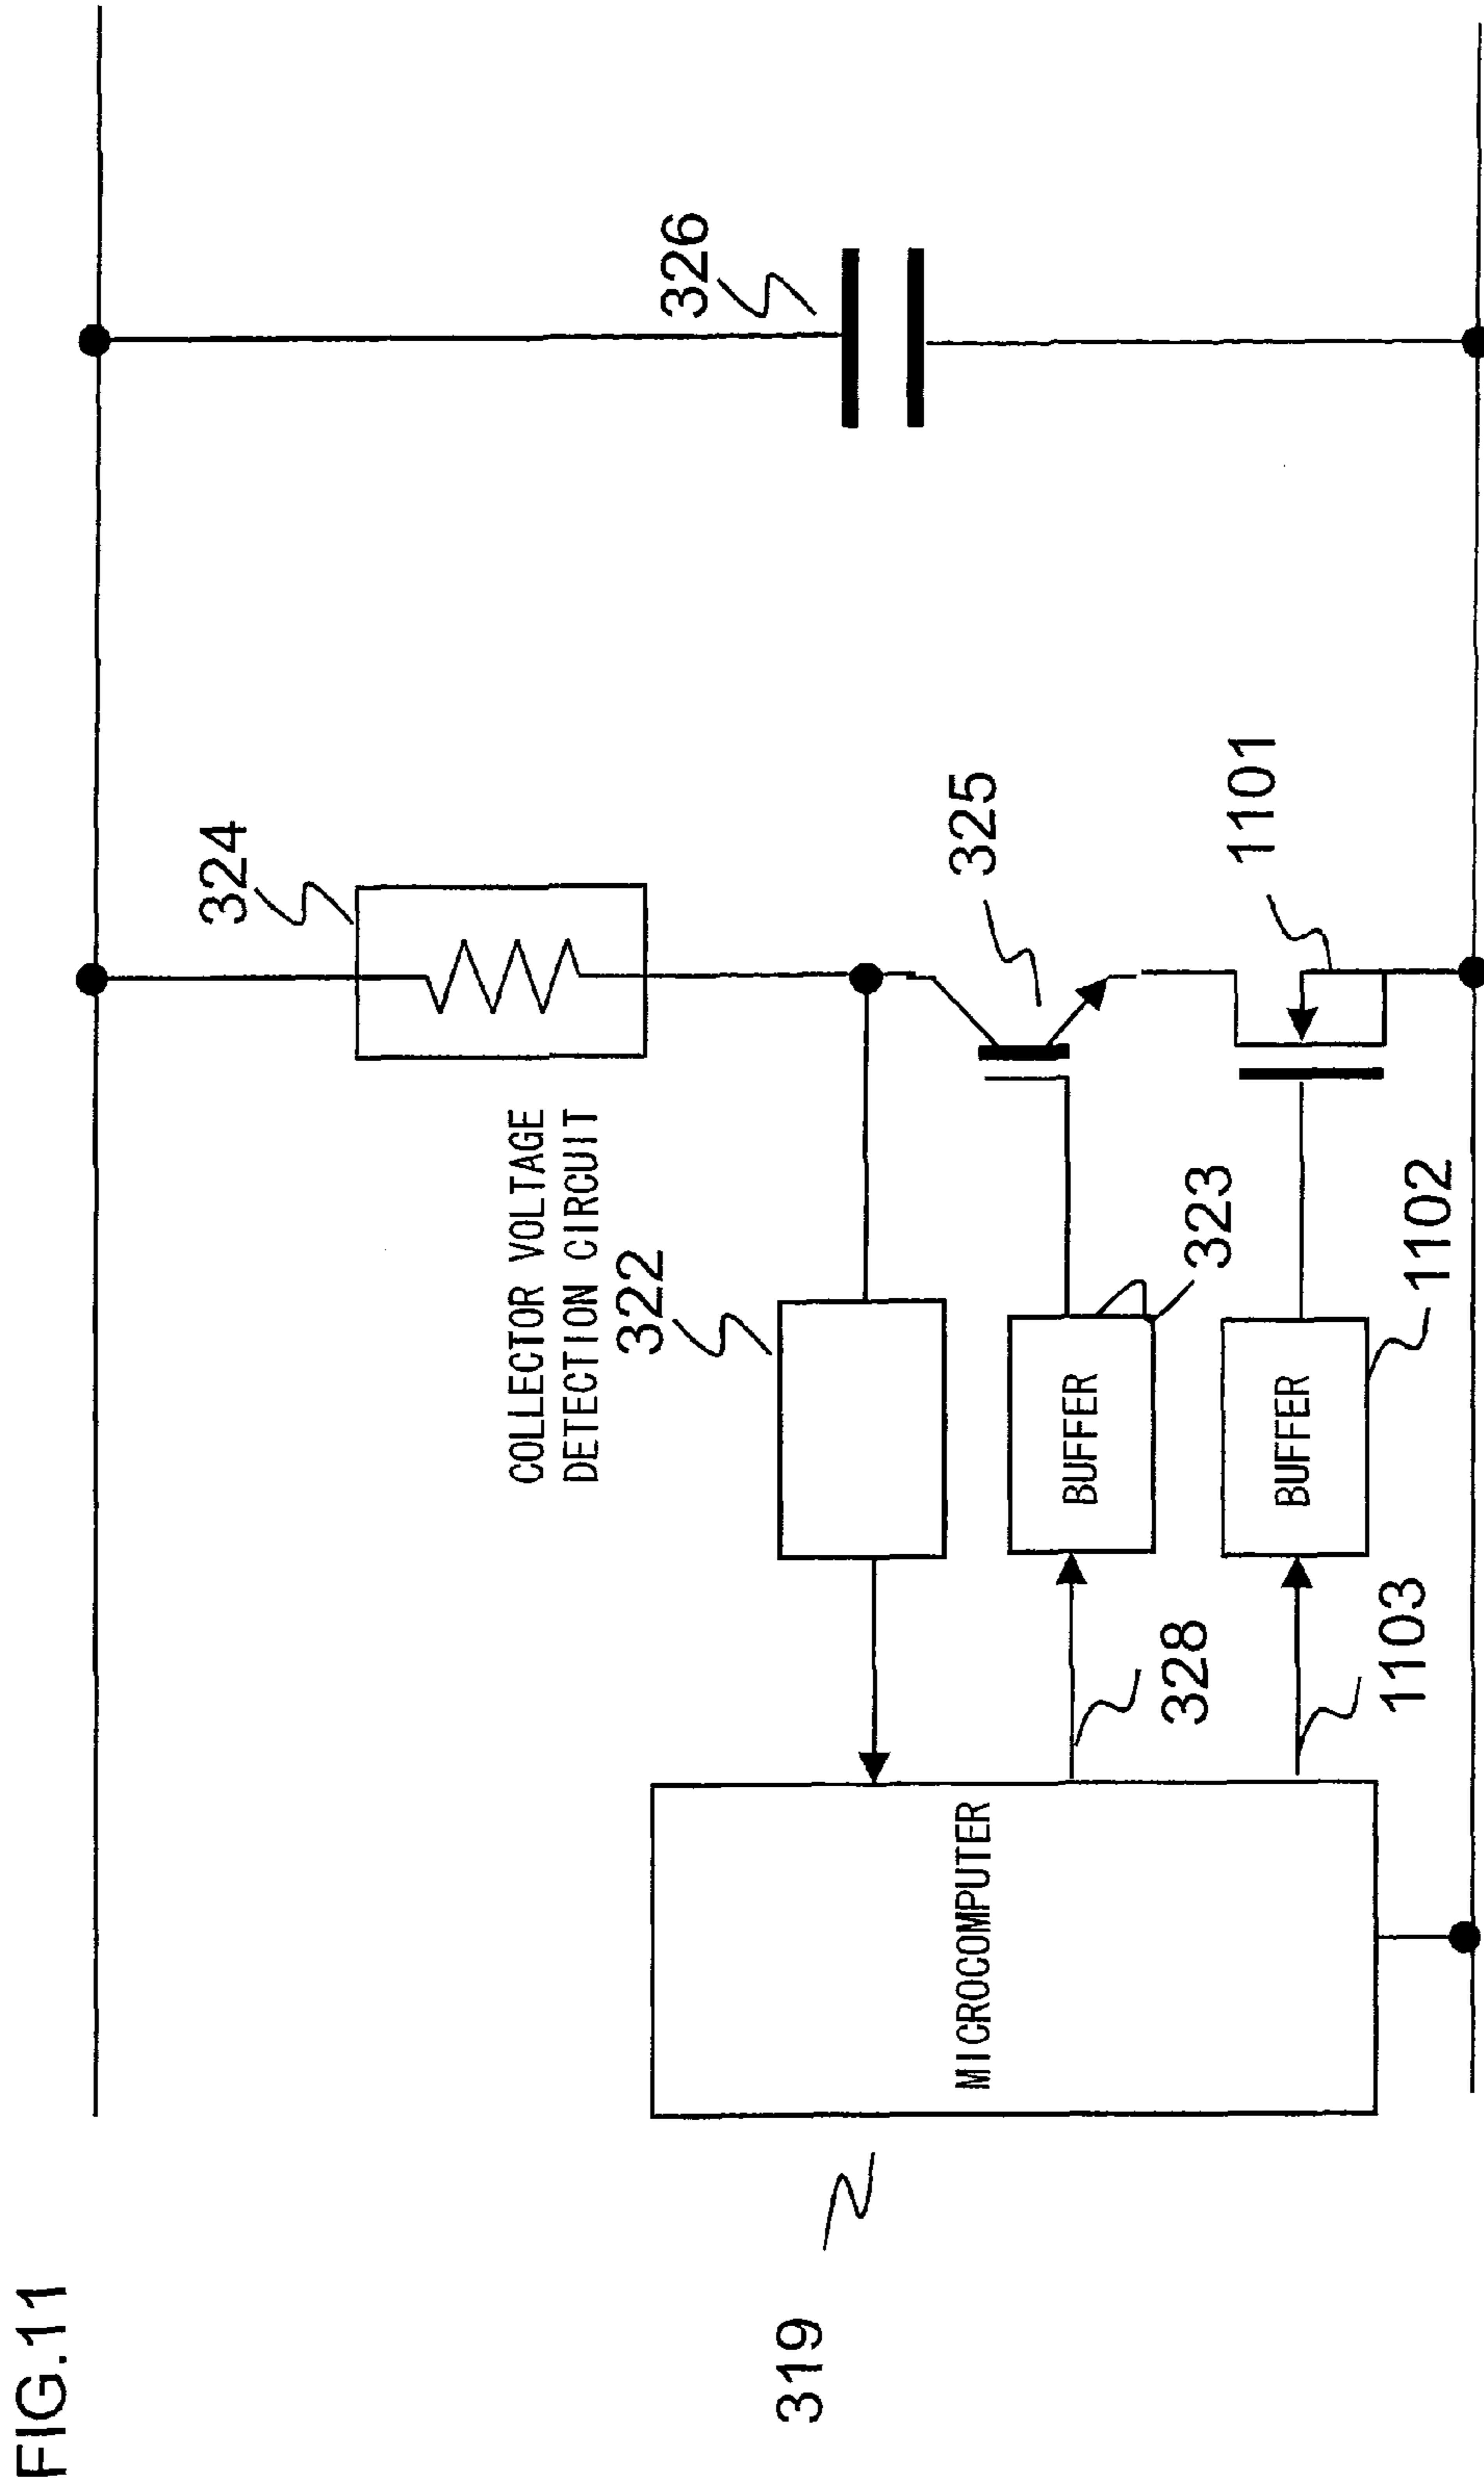 FIG.11
324
326
COLLECTOR VOLTAGE
DETECTION CIRCUIT
322
325
319
MICROCOMPUTER
BUFFER
323
328
1101
BUFFER
1102
1103